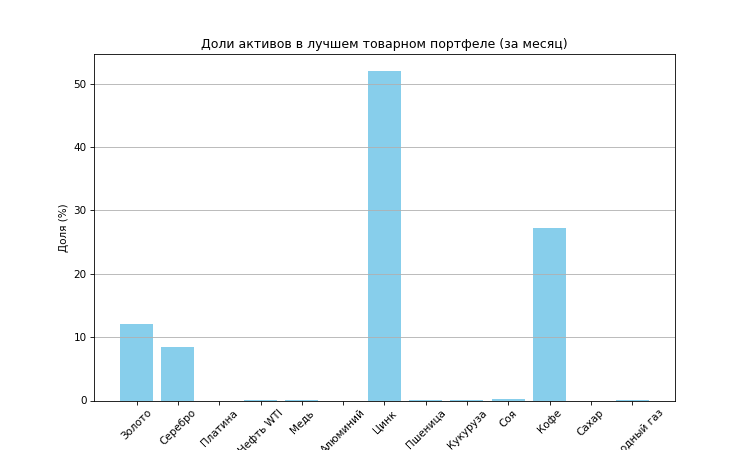 Доли активов в лучшем товарном портфеле (за месяц)
Доля (%)
50
40
30
20
10
0
Золото
Серебро
Платина
Нефть WTI
Медь
Алюминий
Цинк
Пшеница
Кукуруза
Соя
Кофе
Сахар
одный газ